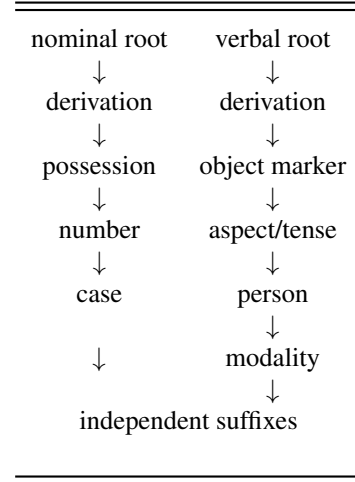 nominal root verbal root
↓ ↓
derivation derivation
↓ ↓
possession object marker
↓ ↓
number aspect/tense
↓ ↓
case person
↓
↓ modality
↓
independent suffixes